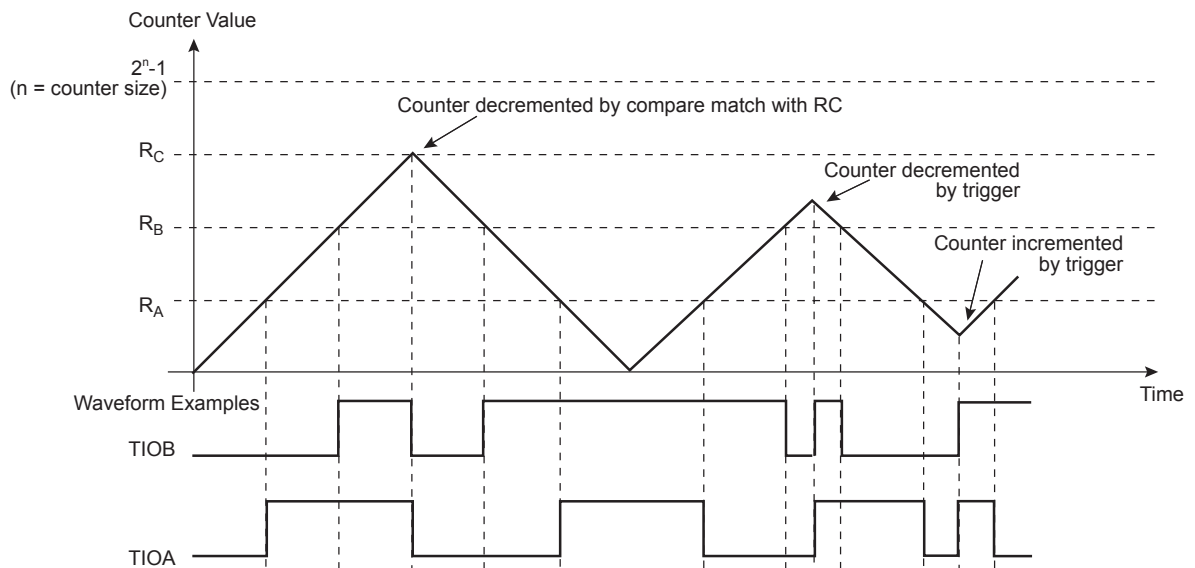 Counter Value
2ⁿ-1
(n = counter size)
Counter decremented by compare match with RC
R_C
Counter decremented
by trigger
R_B
Counter incremented
by trigger
R_A
Time
Waveform Examples
TIOB
TIOA